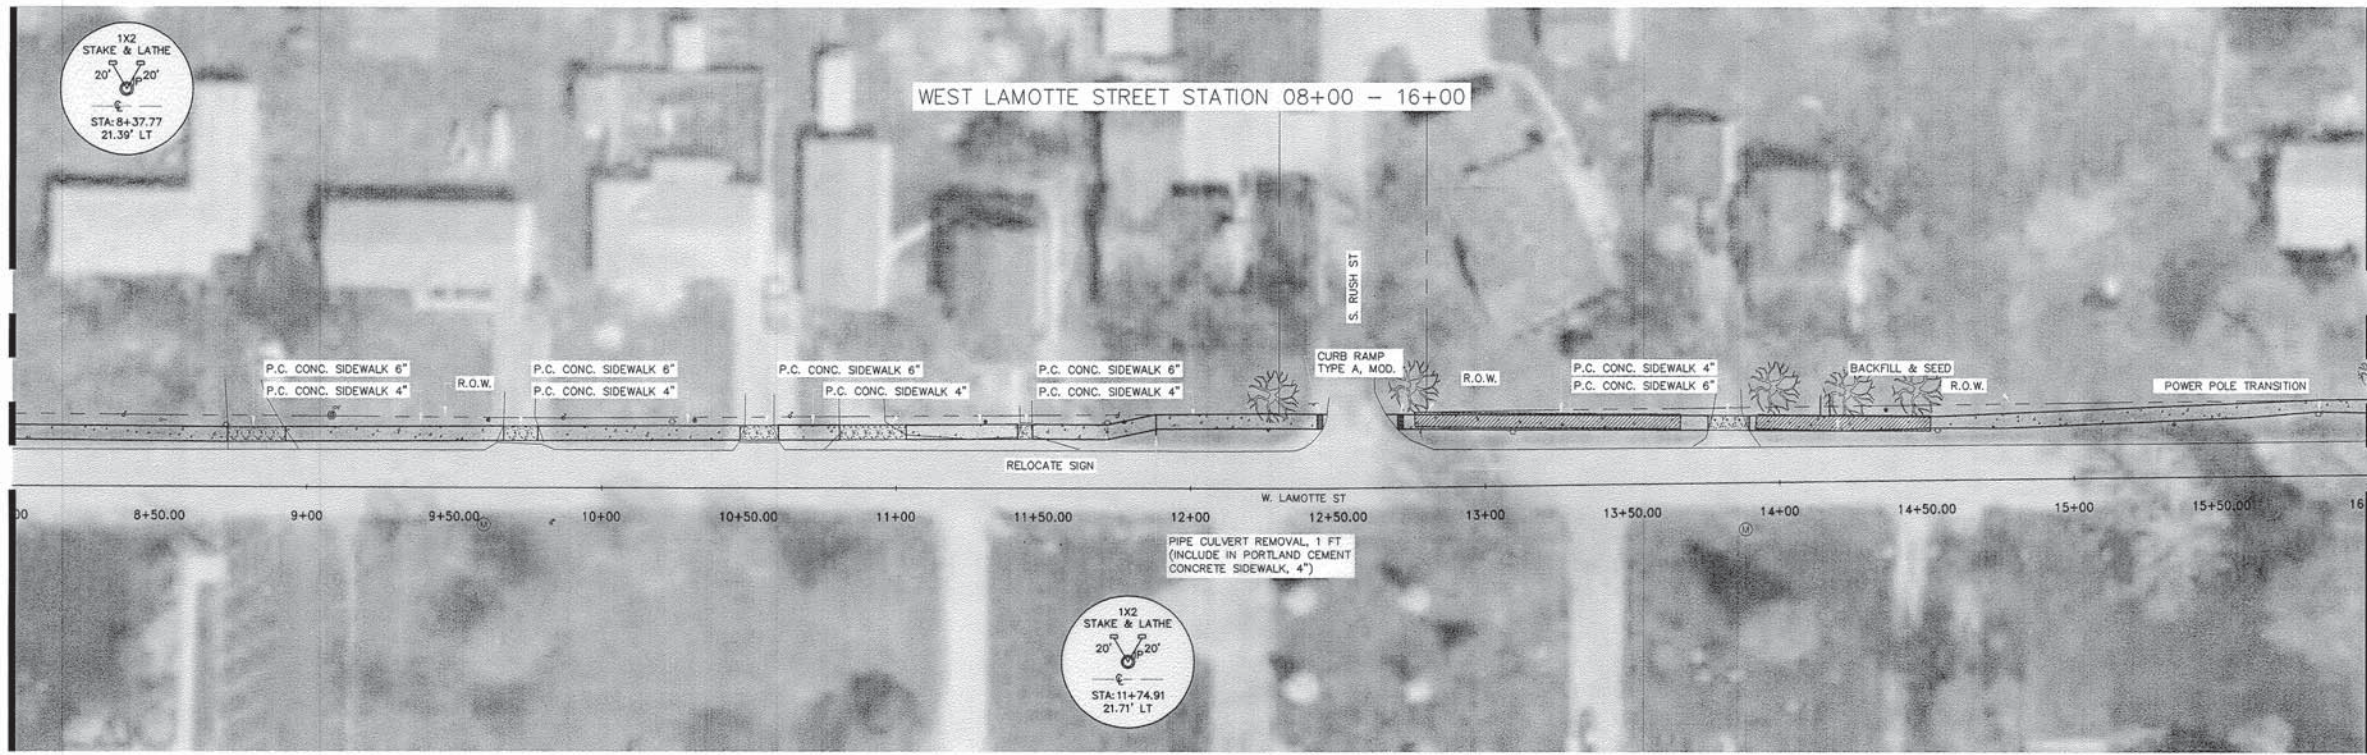 1X2
STAKE & LATHE
20' IP 20'
℄
STA: 8+37.77
21.39' LT
WEST LAMOTTE STREET STATION 08+00 - 16+00
S. RUSH ST
P.C. CONC. SIDEWALK 6"
P.C. CONC. SIDEWALK 4"
R.O.W.
P.C. CONC. SIDEWALK 6"
P.C. CONC. SIDEWALK 4"
P.C. CONC. SIDEWALK 6"
P.C. CONC. SIDEWALK 4"
P.C. CONC. SIDEWALK 6"
P.C. CONC. SIDEWALK 4"
CURB RAMP
TYPE A, MOD.
R.O.W.
P.C. CONC. SIDEWALK 4"
P.C. CONC. SIDEWALK 6"
BACKFILL & SEED
R.O.W.
POWER POLE TRANSITION
RELOCATE SIGN
W. LAMOTTE ST
00 8+50.00 9+00 9+50.00 10+00 10+50.00 11+00 11+50.00 12+00 12+50.00 13+00 13+50.00 14+00 14+50.00 15+00 15+50.00 16
M
M
PIPE CULVERT REMOVAL, 1 FT
(INCLUDE IN PORTLAND CEMENT
CONCRETE SIDEWALK, 4")
1X2
STAKE & LATHE
20' IP 20'
℄
STA: 11+74.91
21.71' LT